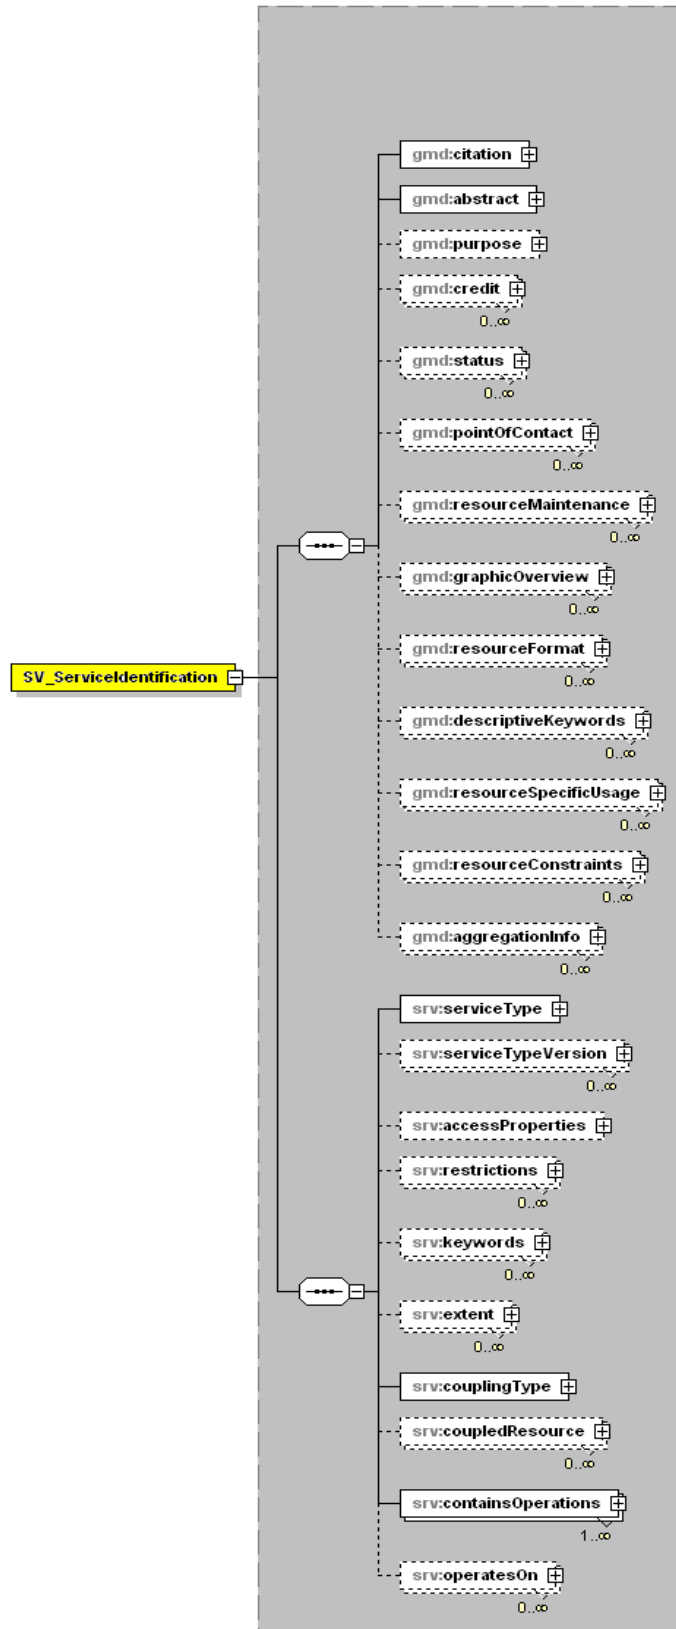 gmd:citation
gmd:abstract
gmd:purpose
gmd:credit
0..∞
gmd:status
0..∞
gmd:pointOfContact
0..∞
gmd:resourceMaintenance
0..∞
gmd:graphicOverview
0..∞
gmd:resourceFormat
0..∞
SV_ServiceIdentification
gmd:descriptiveKeywords
0..∞
gmd:resourceSpecificUsage
0..∞
gmd:resourceConstraints
0..∞
gmd:aggregationInfo
0..∞
srv:serviceType
srv:serviceTypeVersion
0..∞
srv:accessProperties
srv:restrictions
0..∞
srv:keywords
0..∞
srv:extent
0..∞
srv:couplingType
srv:coupledResource
0..∞
srv:containsOperations
1..∞
srv:operatesOn
0..∞